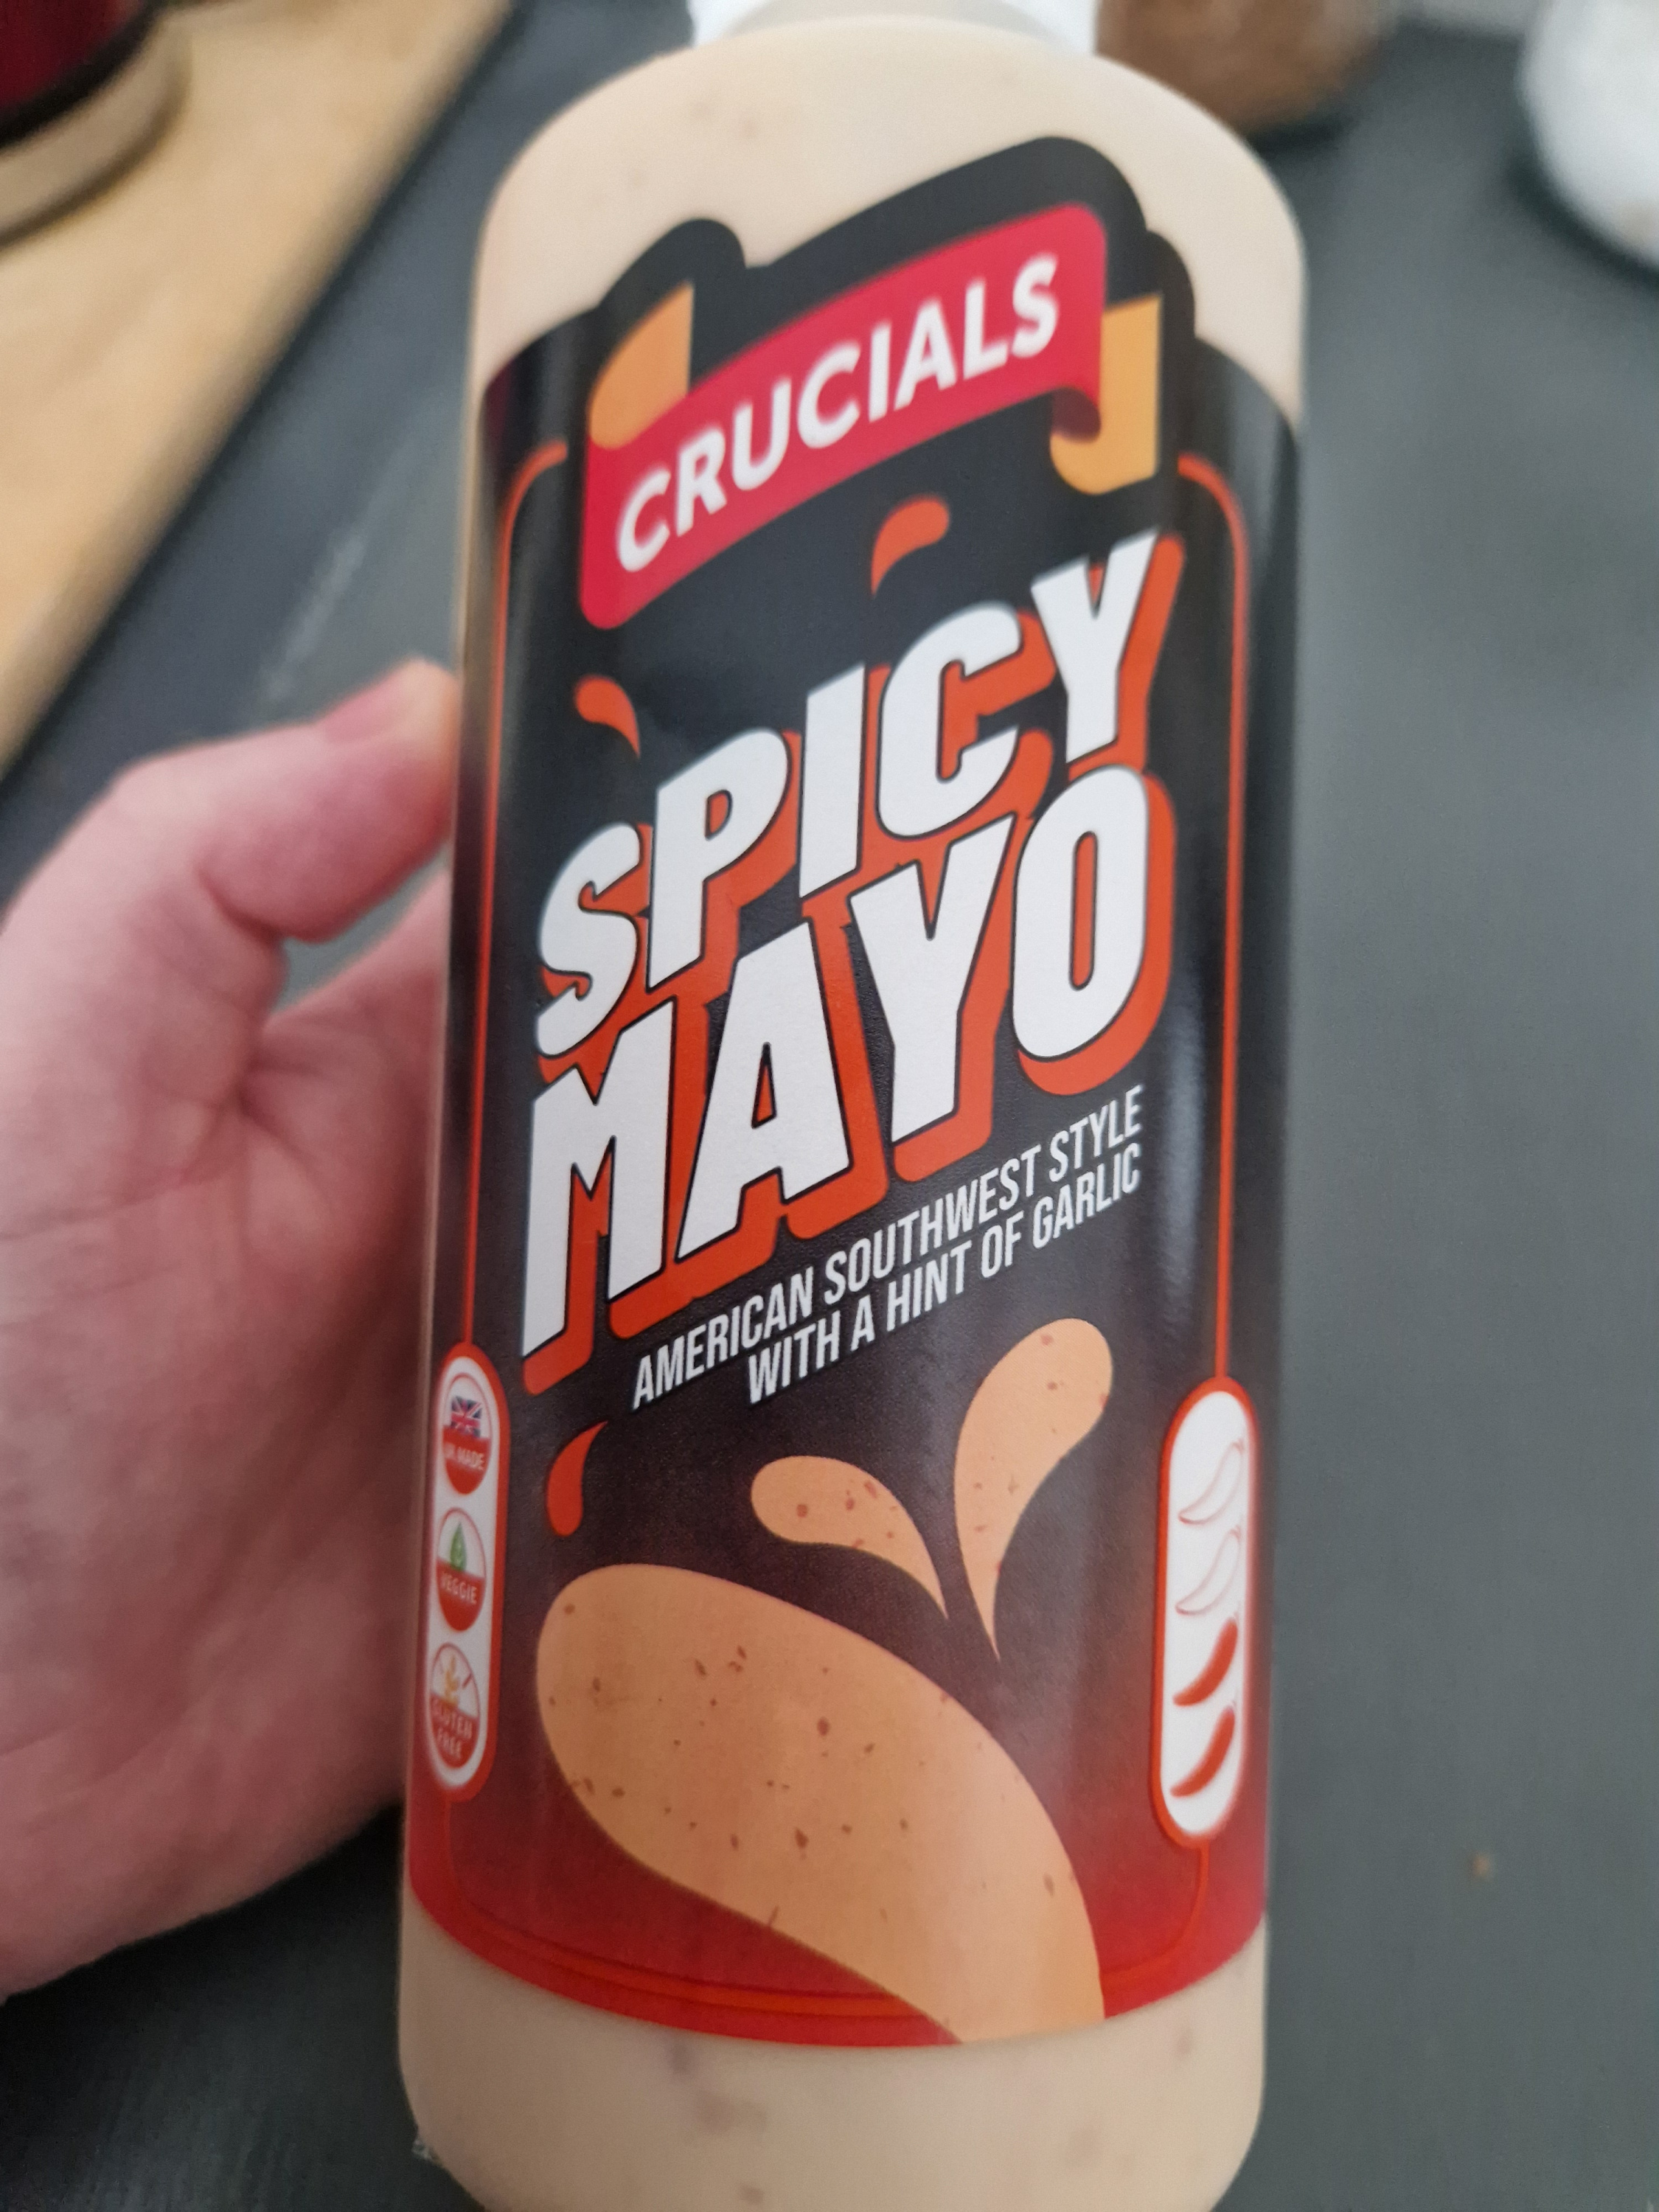 CRUCIALS
SPICY
MAYO
AMERICAN SOUTHWEST STYLE
WITH A HINT OF GARLIC
UK MADE
VEGGIE
GLUTEN
FREE